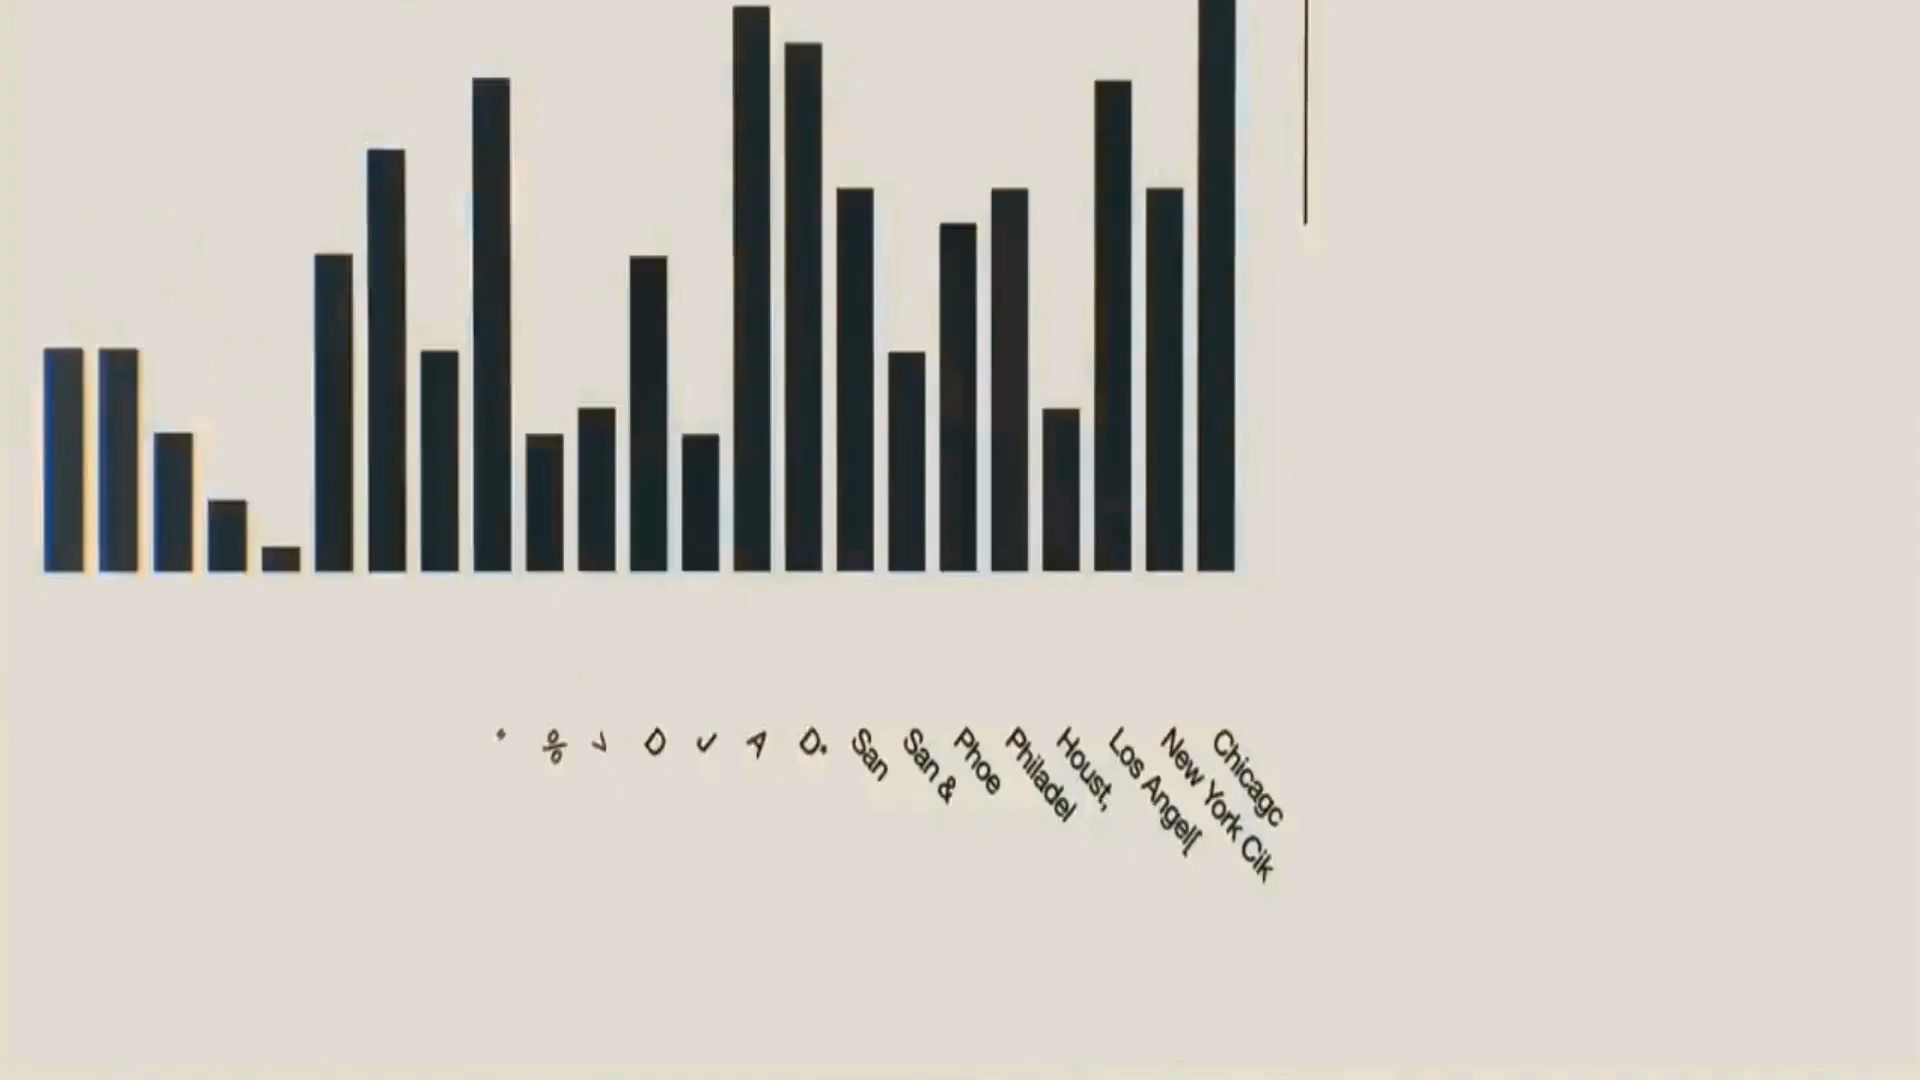 *
%
>
D
J
A
D*
San
San &
Phoe
Philadel
Houst,
Los Angel[
New York Cik
Chicagc